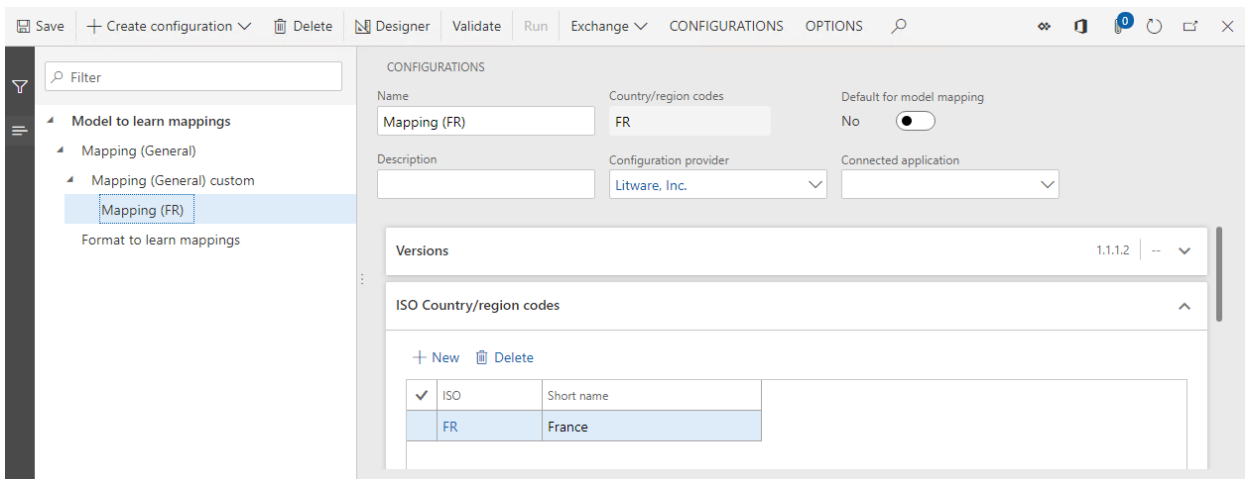 Save Create configuration Delete Designer Validate Run Exchange CONFIGURATIONS OPTIONS 0
Filter
Model to learn mappings
Mapping (General)
Mapping (General) custom
Mapping (FR)
Format to learn mappings
CONFIGURATIONS
Name Country/region codes Default for model mapping
Mapping (FR) FR No
Description Configuration provider Connected application
Litware, Inc.
Versions 1.1.1.2 --
ISO Country/region codes
New Delete
ISO Short name
FR France